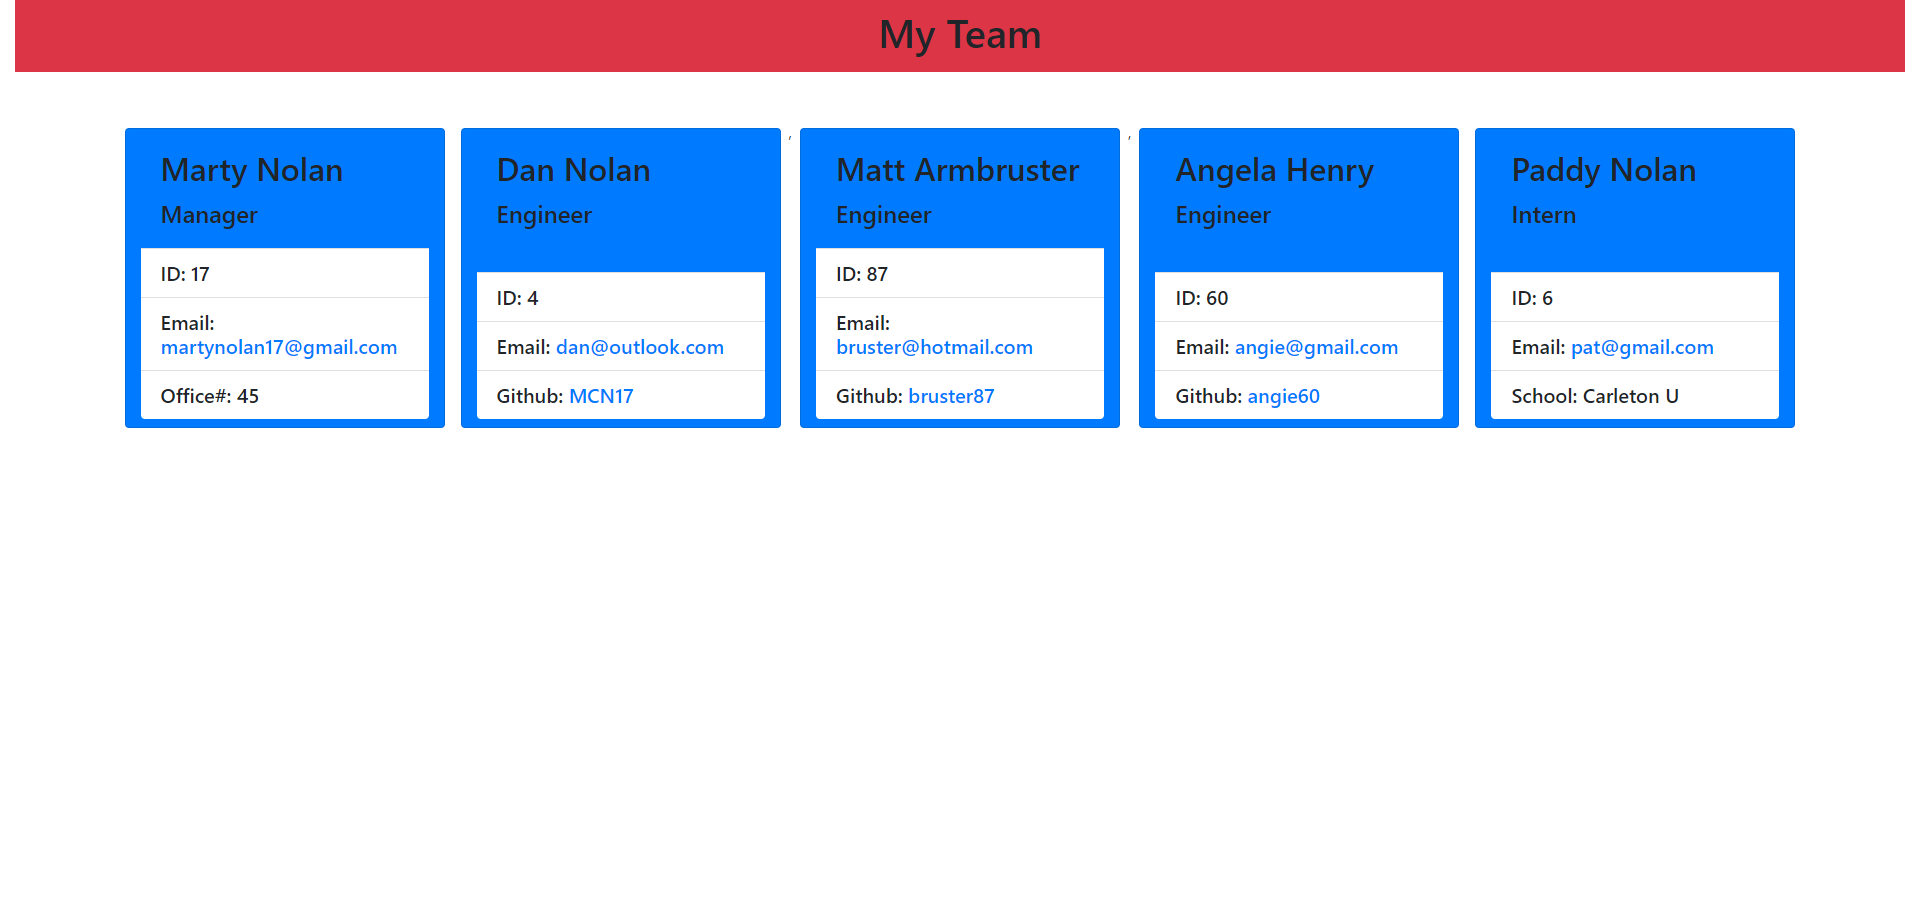 My Team
Marty Nolan
Manager
ID: 17
Email:
martynolan17@gmail.com
Office#: 45
Dan Nolan
Engineer
ID: 4
Email: dan@outlook.com
Github: MCN17
,
Matt Armbruster
Engineer
ID: 87
Email:
bruster@hotmail.com
Github: bruster87
,
Angela Henry
Engineer
ID: 60
Email: angie@gmail.com
Github: angie60
Paddy Nolan
Intern
ID: 6
Email: pat@gmail.com
School: Carleton U